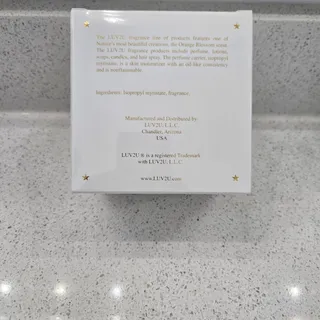 The LUV2U fragrance line of products features one of
Nature's most beautiful creations, the Orange Blossom scent.
The LUV2U fragrance products include perfume, lotions,
soaps, candles, and hair spray. The perfume carrier, isopropyl
myristate, is a skin moisturizer with an oil like consistency
and is nonflammable.
Ingredients: Isopropyl myristate, fragrance.
Manufactured and Distributed by
LUV2U L.L.C.
Chandler, Arizona
USA
LUV2U ® is a registered Trademark
with LUV2U L.L.C.
www.LUV2U.com